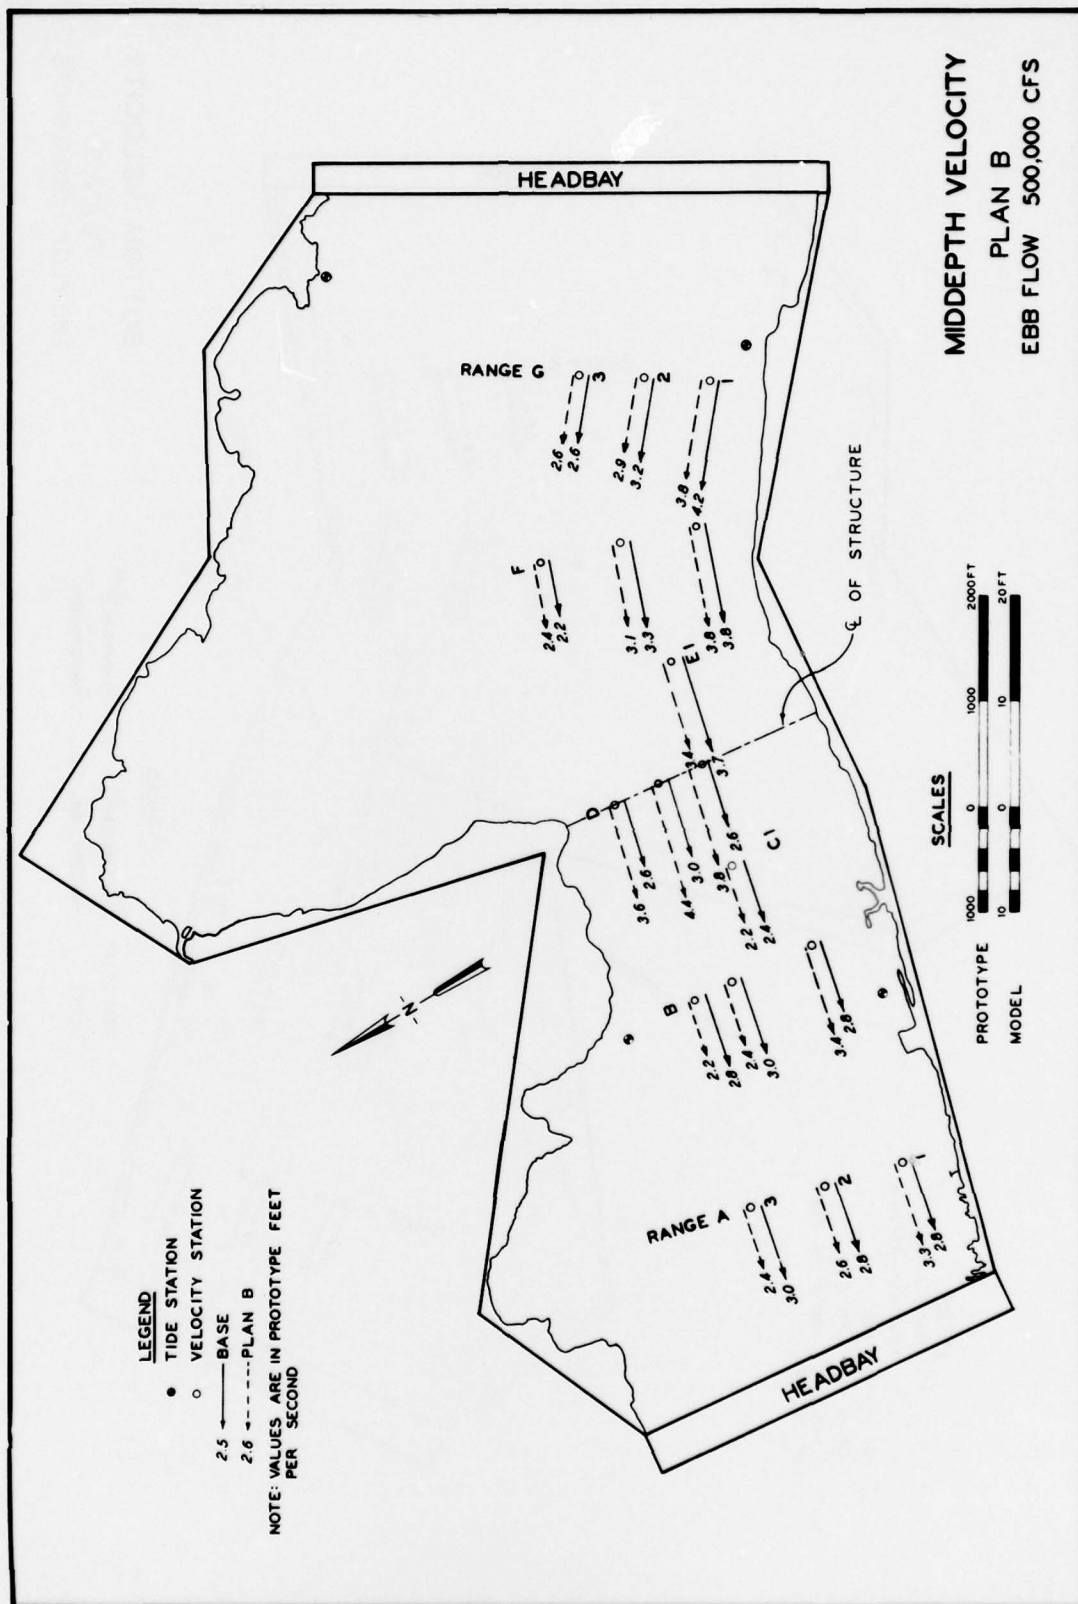 MIDDEPTH VELOCITY
PLAN B
EBB FLOW 500,000 CFS
HEADBAY
RANGE G
3
2.6
2.6
2
2.9
3.2
1
3.8
4.2
F
2.4
2.2
3.1
3.3
3.8
3.8
E1
3.4
3.7
℄ OF STRUCTURE
D
3.6
2.6
4.4
3.0
3.8
2.6
C1
2.2
2.4
B
2.2
2.8
2.4
3.0
3.4
2.8
N
RANGE A
3
2.4
3.0
2
2.6
2.8
1
3.3
2.8
HEADBAY
LEGEND
TIDE STATION
VELOCITY STATION
2.5 BASE
2.6 PLAN B
NOTE: VALUES ARE IN PROTOTYPE FEET
PER SECOND
SCALES
PROTOTYPE 1000 0 1000 2000 FT
MODEL 10 0 10 20 FT